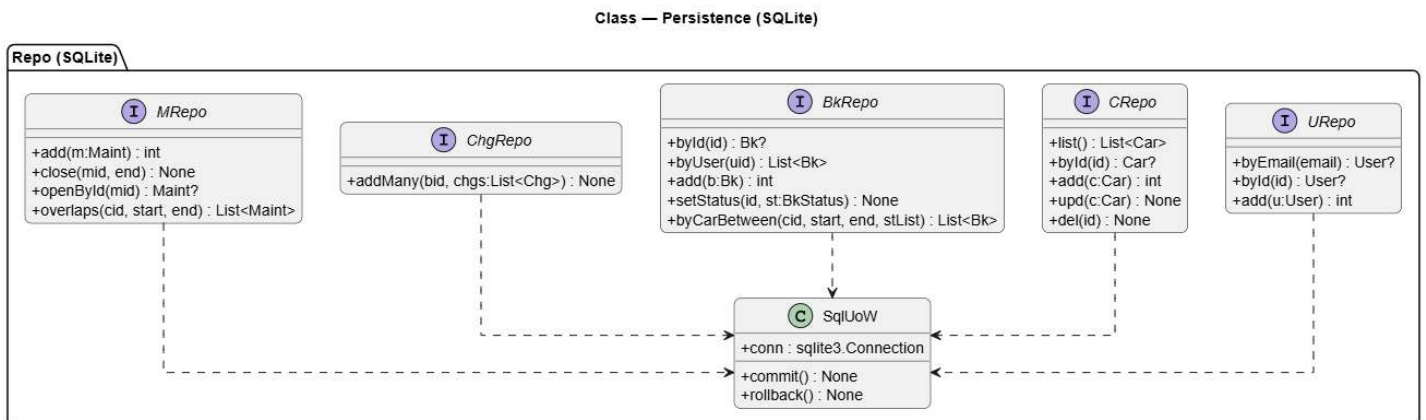 Class — Persistence (SQLite)
Repo (SQLite)
I MRepo
+add(m:Maint) : int
+close(mid, end) : None
+openById(mid) : Maint?
+overlaps(cid, start, end) : List<Maint>
I ChgRepo
+addMany(bid, chgs:List<Chg>) : None
I BkRepo
+byId(id) : Bk?
+byUser(uid) : List<Bk>
+add(b:Bk) : int
+setStatus(id, st:BkStatus) : None
+byCarBetween(cid, start, end, stList) : List<Bk>
I CRepo
+list() : List<Car>
+byId(id) : Car?
+add(c:Car) : int
+upd(c:Car) : None
+del(id) : None
I URepo
+byEmail(email) : User?
+byId(id) : User?
+add(u:User) : int
C SqlUoW
+conn : sqlite3.Connection
+commit() : None
+rollback() : None